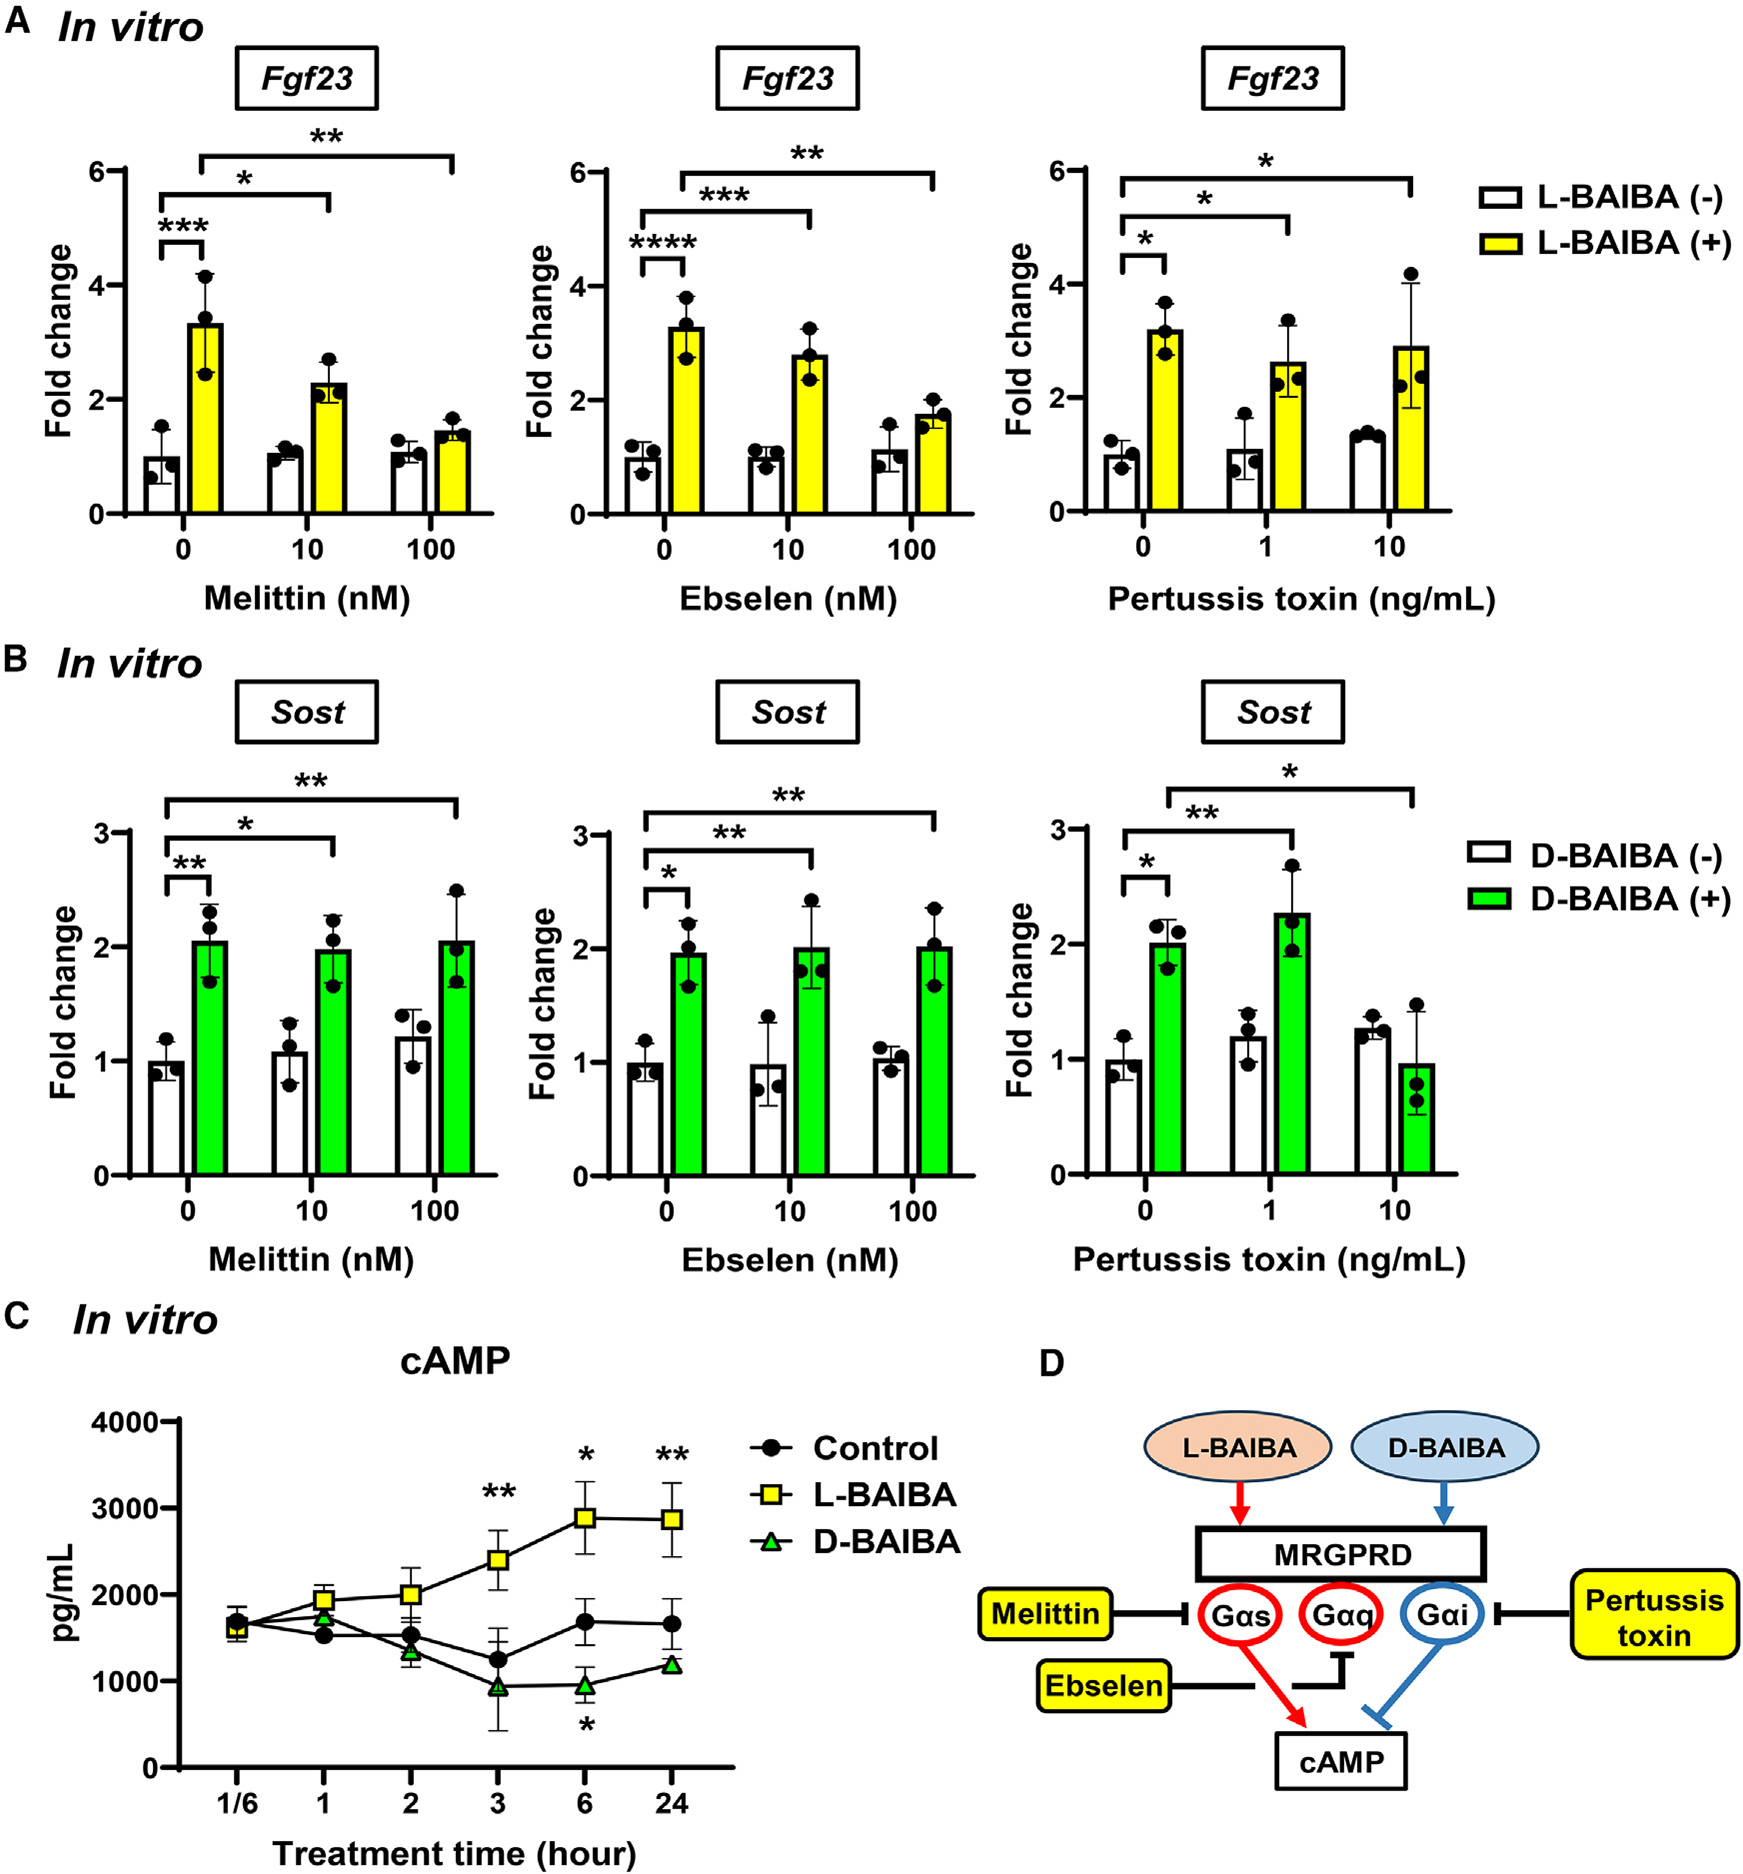 A In vitro
Fgf23 Fgf23 Fgf23
** ** *
* *** *
*** **** *
6 6 6
4 4 4
2 2 2
0 0 0
Fold change Fold change Fold change
L-BAIBA (-)
L-BAIBA (+)
0 10 100 0 10 100 0 1 10
Melittin (nM) Ebselen (nM) Pertussis toxin (ng/mL)
B In vitro
Sost Sost Sost
** ** *
* ** **
** * *
3 3 3
2 2 2
1 1 1
0 0 0
Fold change Fold change Fold change
D-BAIBA (-)
D-BAIBA (+)
0 10 100 0 10 100 0 1 10
Melittin (nM) Ebselen (nM) Pertussis toxin (ng/mL)
C In vitro
cAMP
4000
3000
2000
1000
0
pg/mL
** * **
*
Control
L-BAIBA
D-BAIBA
1/6 1 2 3 6 24
Treatment time (hour)
D
L-BAIBA D-BAIBA
MRGPRD
Melittin Gαs Gαq Gαi Pertussis
toxin
Ebselen
cAMP